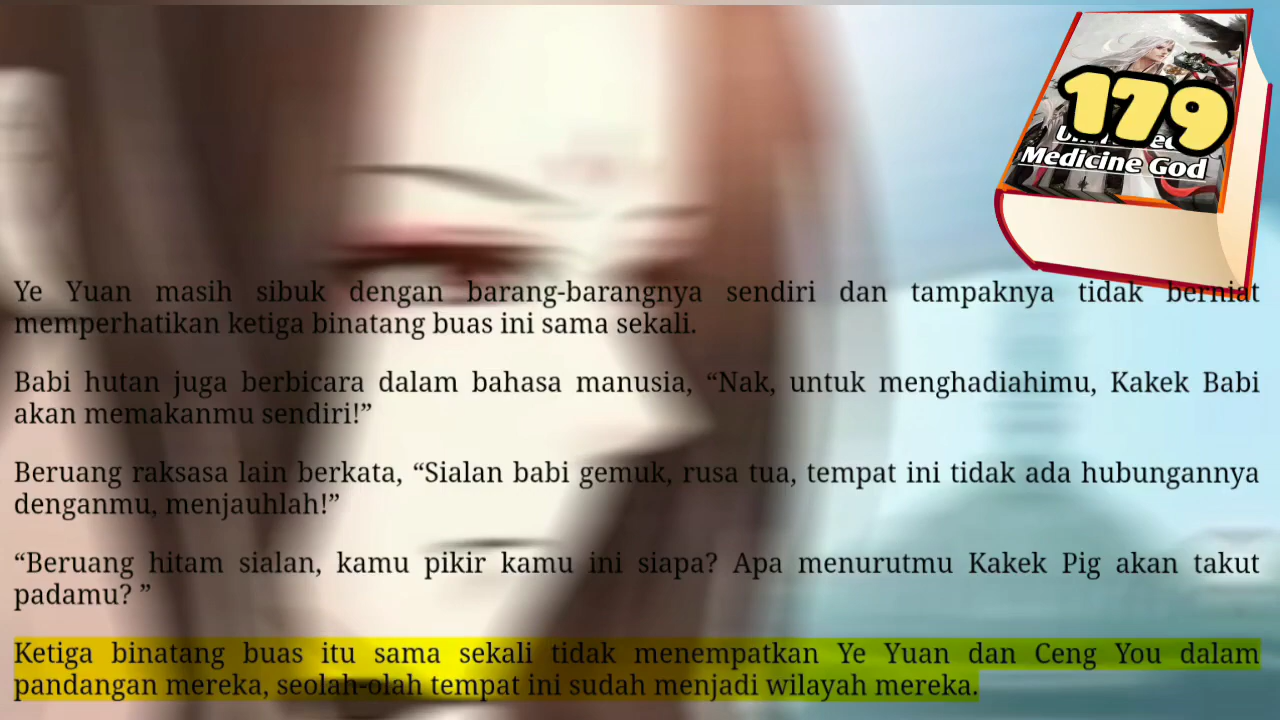 179
Medicine God
Ye Yuan masih sibuk dengan barang-barangnya sendiri dan tampaknya tidak berniat
memperhatikan ketiga binatang buas ini sama sekali.
Babi hutan juga berbicara dalam bahasa manusia, “Nak, untuk menghadiahimu, Kakek Babi
akan memakanmu sendiri!”
Beruang raksasa lain berkata, “Sialan babi gemuk, rusa tua, tempat ini tidak ada hubungannya
denganmu, menjauhlah!”
“Beruang hitam sialan, kamu pikir kamu ini siapa? Apa menurutmu Kakek Pig akan takut
padamu? ”
Ketiga binatang buas itu sama sekali tidak menempatkan Ye Yuan dan Ceng You dalam
pandangan mereka, seolah-olah tempat ini sudah menjadi wilayah mereka.